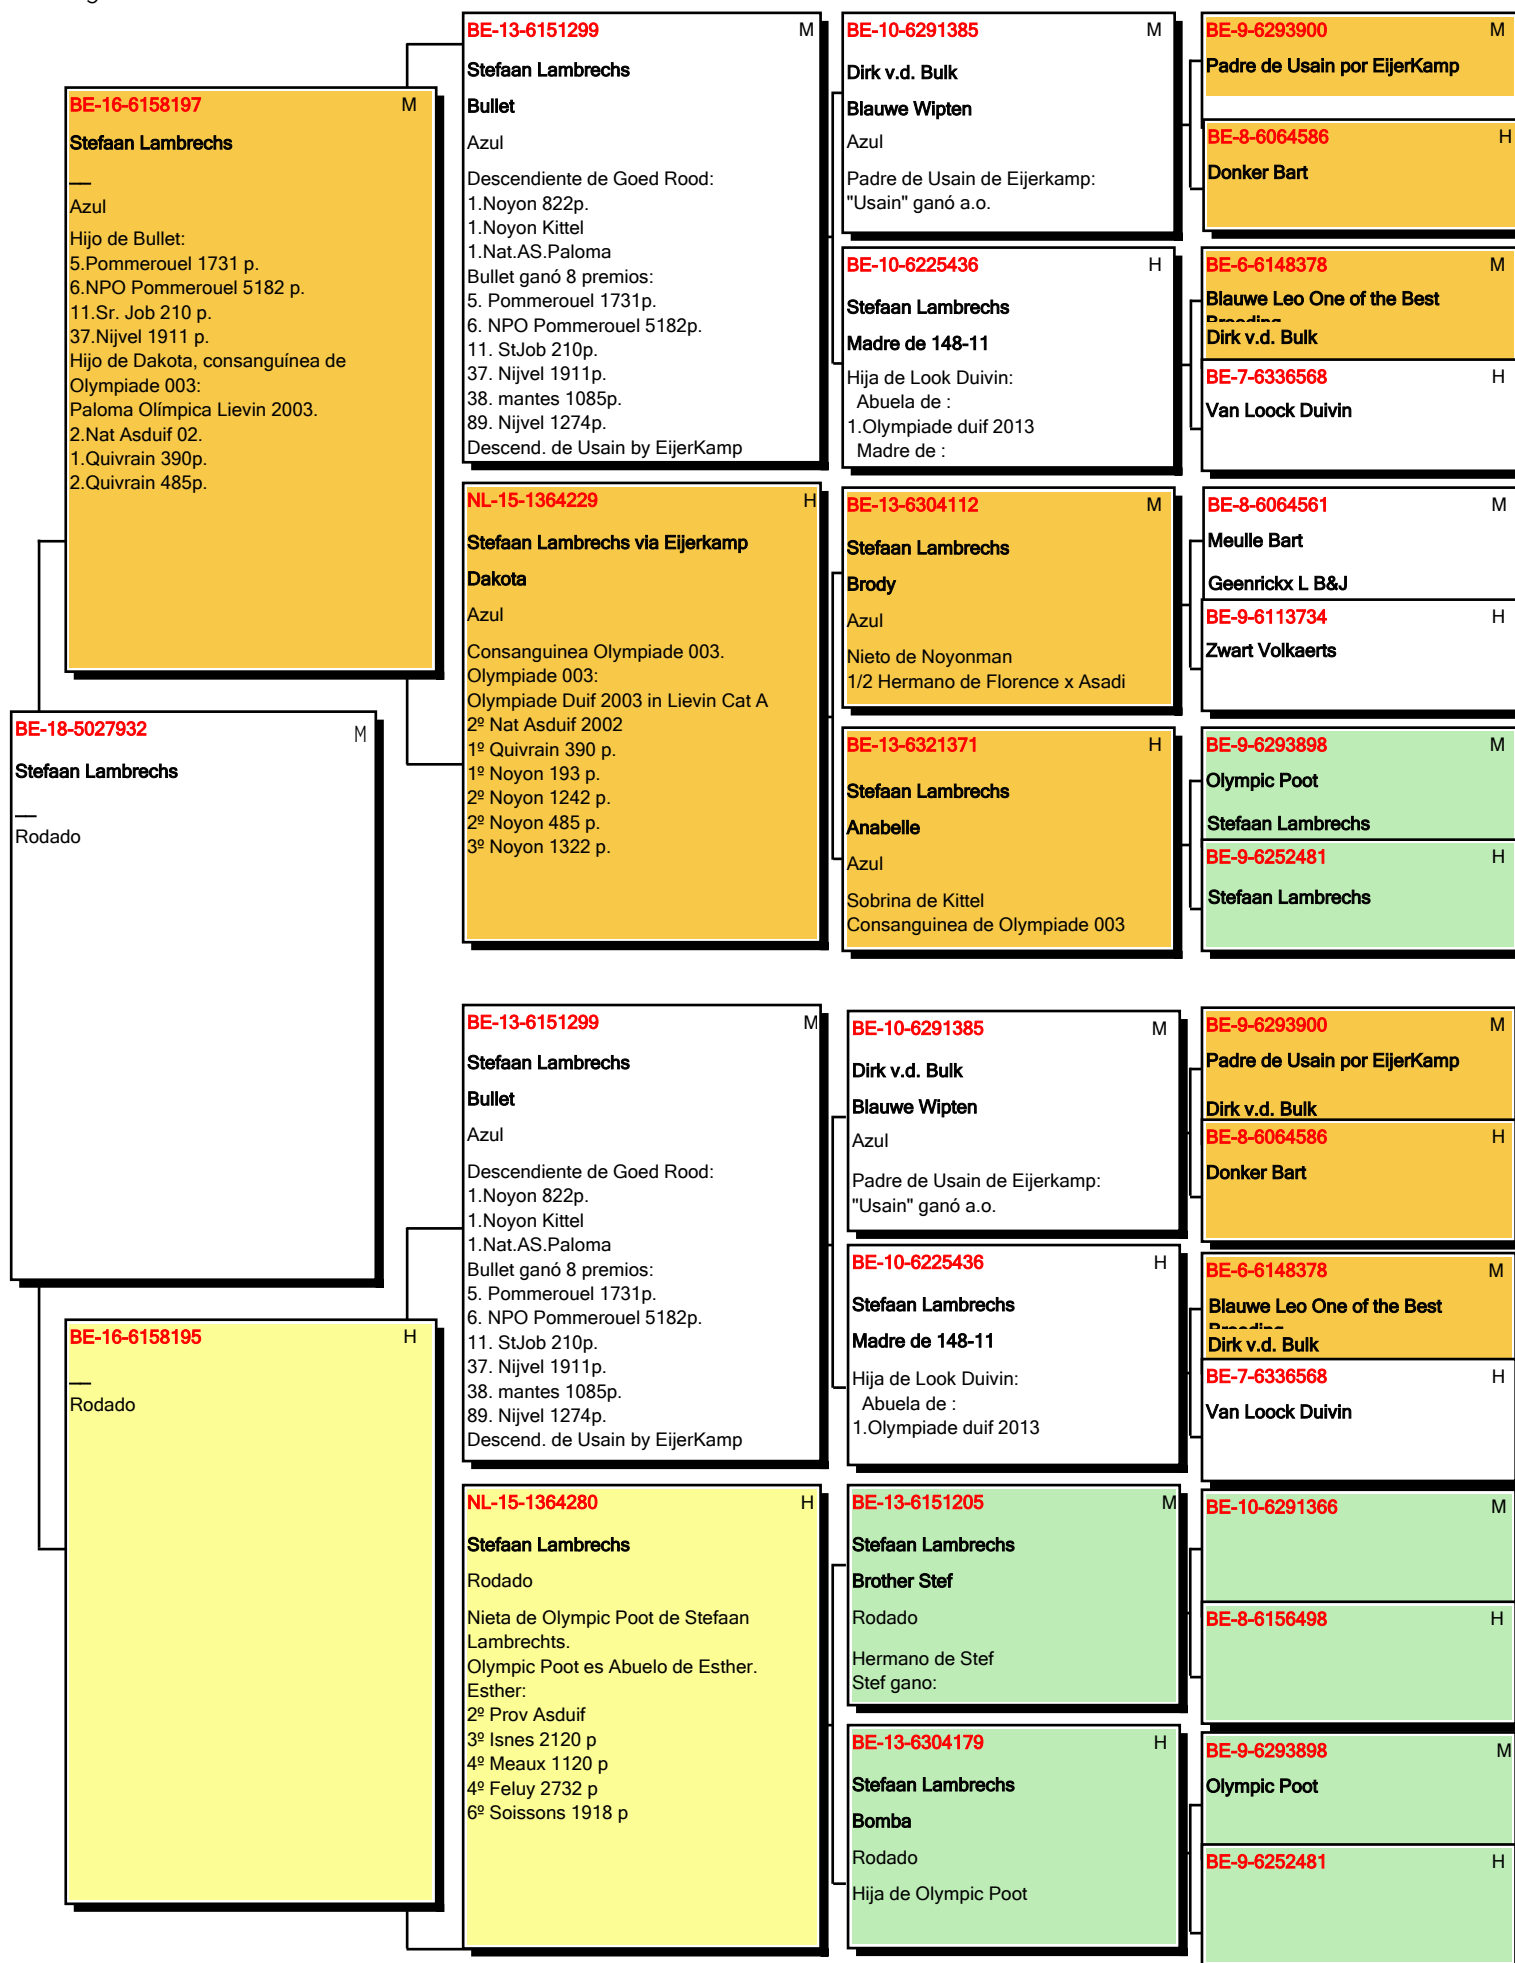 BE-18-5027932 M
Stefaan Lambrechs
__
Rodado
BE-16-6158197 M
Stefaan Lambrechs
__
Azul
Hijo de Bullet:
5.Pommerouel 1731 p.
6.NPO Pommerouel 5182 p.
11.Sr. Job 210 p.
37.Nijvel 1911 p.
Hijo de Dakota, consanguínea de
Olympiade 003:
Paloma Olímpica Lievin 2003.
2.Nat Asduif 02.
1.Quivrain 390p.
2.Quivrain 485p.
BE-16-6158195 H
__
Rodado
BE-13-6151299 M
Stefaan Lambrechs
Bullet
Azul
Descendiente de Goed Rood:
1.Noyon 822p.
1.Noyon Kittel
1.Nat.AS.Paloma
Bullet ganó 8 premios:
5. Pommerouel 1731p.
6. NPO Pommerouel 5182p.
11. StJob 210p.
37. Nijvel 1911p.
38. mantes 1085p.
89. Nijvel 1274p.
Descend. de Usain by EijerKamp
NL-15-1364229 H
Stefaan Lambrechs via Eijerkamp
Dakota
Azul
Consanguinea Olympiade 003.
Olympiade 003:
Olympiade Duif 2003 in Lievin Cat A
2º Nat Asduif 2002
1º Quivrain 390 p.
1º Noyon 193 p.
2º Noyon 1242 p.
2º Noyon 485 p.
3º Noyon 1322 p.
BE-13-6151299 M
Stefaan Lambrechs
Bullet
Azul
Descendiente de Goed Rood:
1.Noyon 822p.
1.Noyon Kittel
1.Nat.AS.Paloma
Bullet ganó 8 premios:
5. Pommerouel 1731p.
6. NPO Pommerouel 5182p.
11. StJob 210p.
37. Nijvel 1911p.
38. mantes 1085p.
89. Nijvel 1274p.
Descend. de Usain by EijerKamp
NL-15-1364280 H
Stefaan Lambrechs
Rodado
Nieta de Olympic Poot de Stefaan
Lambrechts.
Olympic Poot es Abuelo de Esther.
Esther:
2º Prov Asduif
3º Isnes 2120 p
4º Meaux 1120 p
4º Feluy 2732 p
6º Soissons 1918 p
BE-10-6291385 M
Dirk v.d. Bulk
Blauwe Wipten
Azul
Padre de Usain de Eijerkamp:
"Usain" ganó a.o.
BE-10-6225436 H
Stefaan Lambrechs
Madre de 148-11
Hija de Look Duivin:
Abuela de :
1.Olympiade duif 2013
Madre de :
BE-13-6304112 M
Stefaan Lambrechs
Brody
Azul
Nieto de Noyonman
1/2 Hermano de Florence x Asadi
BE-13-6321371 H
Stefaan Lambrechs
Anabelle
Azul
Sobrina de Kittel
Consanguinea de Olympiade 003
BE-10-6291385 M
Dirk v.d. Bulk
Blauwe Wipten
Azul
Padre de Usain de Eijerkamp:
"Usain" ganó a.o.
BE-10-6225436 H
Stefaan Lambrechs
Madre de 148-11
Hija de Look Duivin:
Abuela de :
1.Olympiade duif 2013
BE-13-6151205 M
Stefaan Lambrechs
Brother Stef
Rodado
Hermano de Stef
Stef gano:
BE-13-6304179 H
Stefaan Lambrechs
Bomba
Rodado
Hija de Olympic Poot
BE-9-6293900 M
Padre de Usain por EijerKamp
BE-8-6064586 H
Donker Bart
BE-6-6148378 M
Blauwe Leo One of the Best
Breeding
Dirk v.d. Bulk
BE-7-6336568 H
Van Loock Duivin
BE-8-6064561 M
Meulle Bart
Geenrickx L B&J
BE-9-6113734 H
Zwart Volkaerts
BE-9-6293898 M
Olympic Poot
Stefaan Lambrechs
BE-9-6252481 H
Stefaan Lambrechs
BE-9-6293900 M
Padre de Usain por EijerKamp
Dirk v.d. Bulk
BE-8-6064586 H
Donker Bart
BE-6-6148378 M
Blauwe Leo One of the Best
Breeding
Dirk v.d. Bulk
BE-7-6336568 H
Van Loock Duivin
BE-10-6291366 M
BE-8-6156498 H
BE-9-6293898 M
Olympic Poot
BE-9-6252481 H